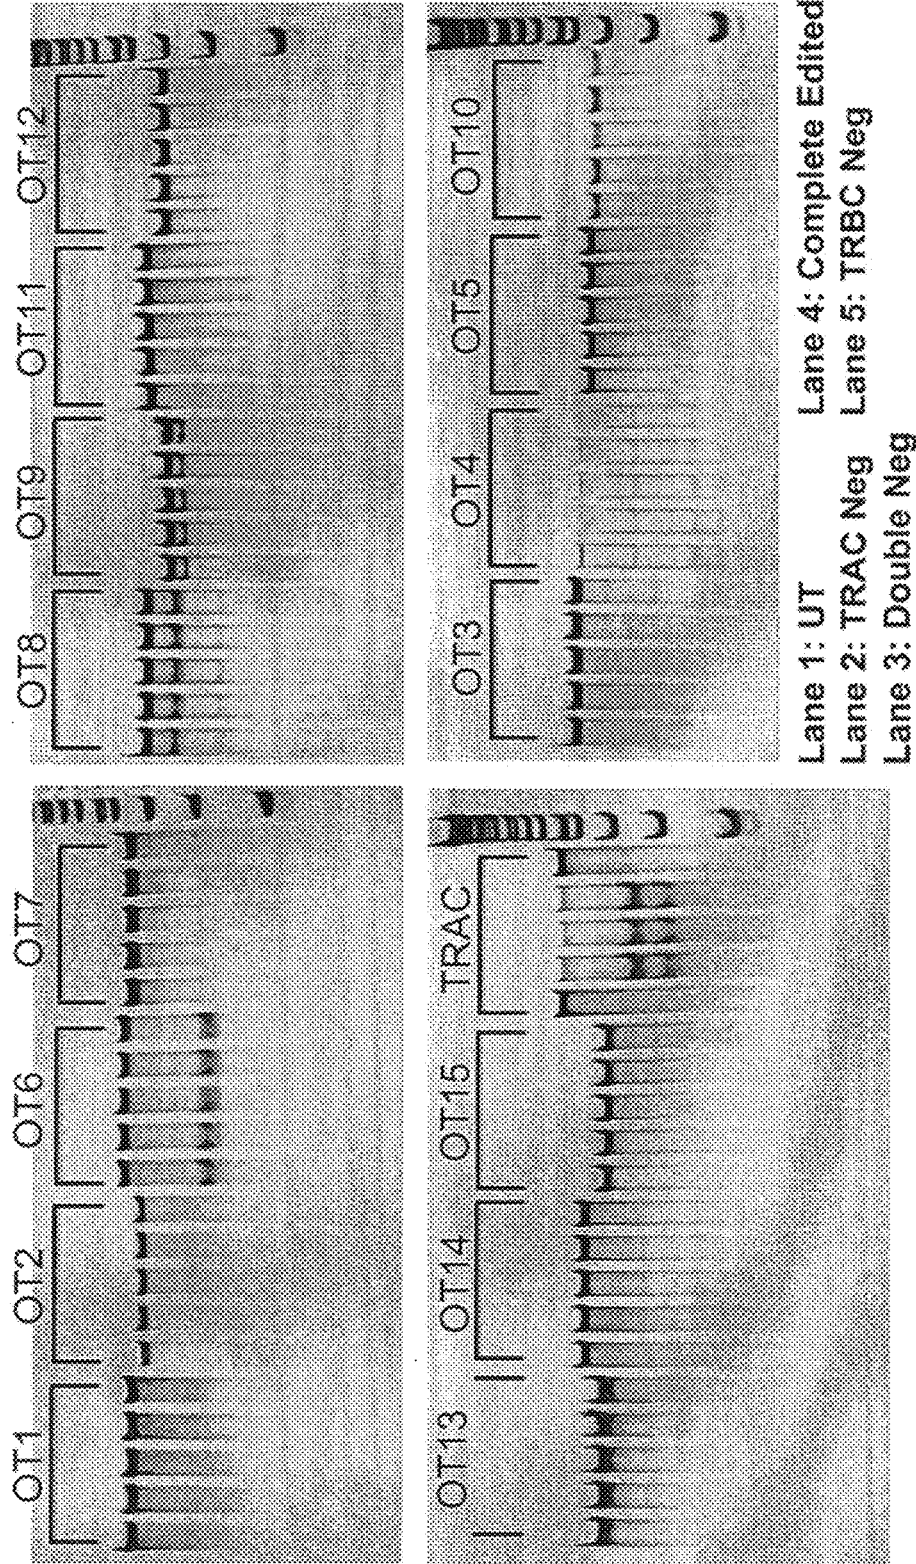 OT1 OT2 OT6 OT7
OT8 OT9 OT11 OT12
OT13 OT14 OT15 TRAC
OT3 OT4 OT5 OT10
Lane 1: UT Lane 4: Complete Edited
Lane 2: TRAC Neg Lane 5: TRBC Neg
Lane 3: Double Neg